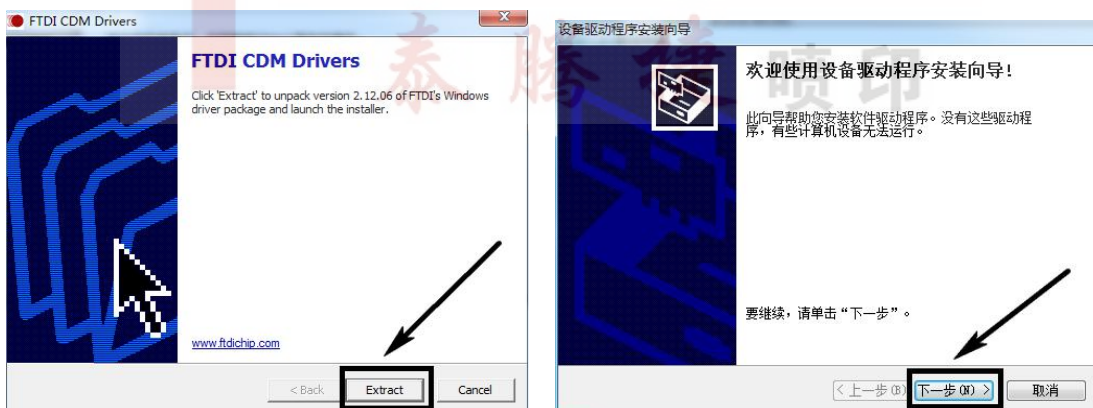 FTDI CDM Drivers
FTDI CDM Drivers
Click 'Extract' to unpack version 2.12.06 of FTDI's Windows
driver package and launch the installer.
www.ftdichip.com
< Back
Extract
Cancel
设备驱动程序安装向导
欢迎使用设备驱动程序安装向导!
此向导帮助您安装软件驱动程序。没有这些驱动程
序，有些计算机设备无法运行。
要继续，请单击“下一步”。
< 上一步(B)
下一步(N) >
取消
泰腾捷喷印